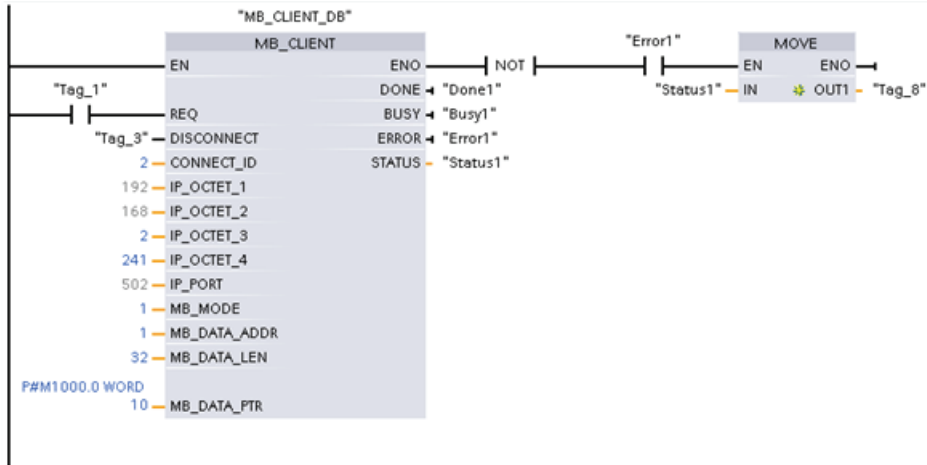 "MB_CLIENT_DB"
MB_CLIENT
EN ENO NOT "Error1" MOVE EN ENO
"Tag_1" DONE "Done1" "Status1" IN OUT1 "Tag_8"
REQ BUSY "Busy1"
"Tag_3" DISCONNECT ERROR "Error1"
2 CONNECT_ID STATUS "Status1"
192 IP_OCTET_1
168 IP_OCTET_2
2 IP_OCTET_3
241 IP_OCTET_4
502 IP_PORT
1 MB_MODE
1 MB_DATA_ADDR
32 MB_DATA_LEN
P#M1000.0 WORD
10 MB_DATA_PTR